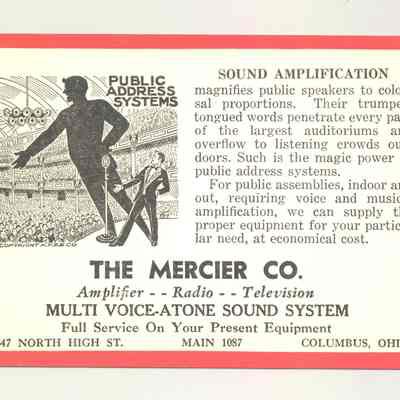 PUBLIC
ADDRESS
SYSTEMS
SOUND AMPLIFICATION
magnifies public speakers to colo
sal proportions. Their trumpe
tongued words penetrate every pa
of the largest auditoriums an
overflow to listening crowds ou
doors. Such is the magic power
public address systems.
For public assemblies, indoor an
out, requiring voice and music
amplification, we can supply th
proper equipment for your partic
lar need, at economical cost.
THE MERCIER CO.
Amplifier - - Radio - - Television
MULTI VOICE-ATONE SOUND SYSTEM
Full Service On Your Present Equipment
47 NORTH HIGH ST. MAIN 1087 COLUMBUS, OHI